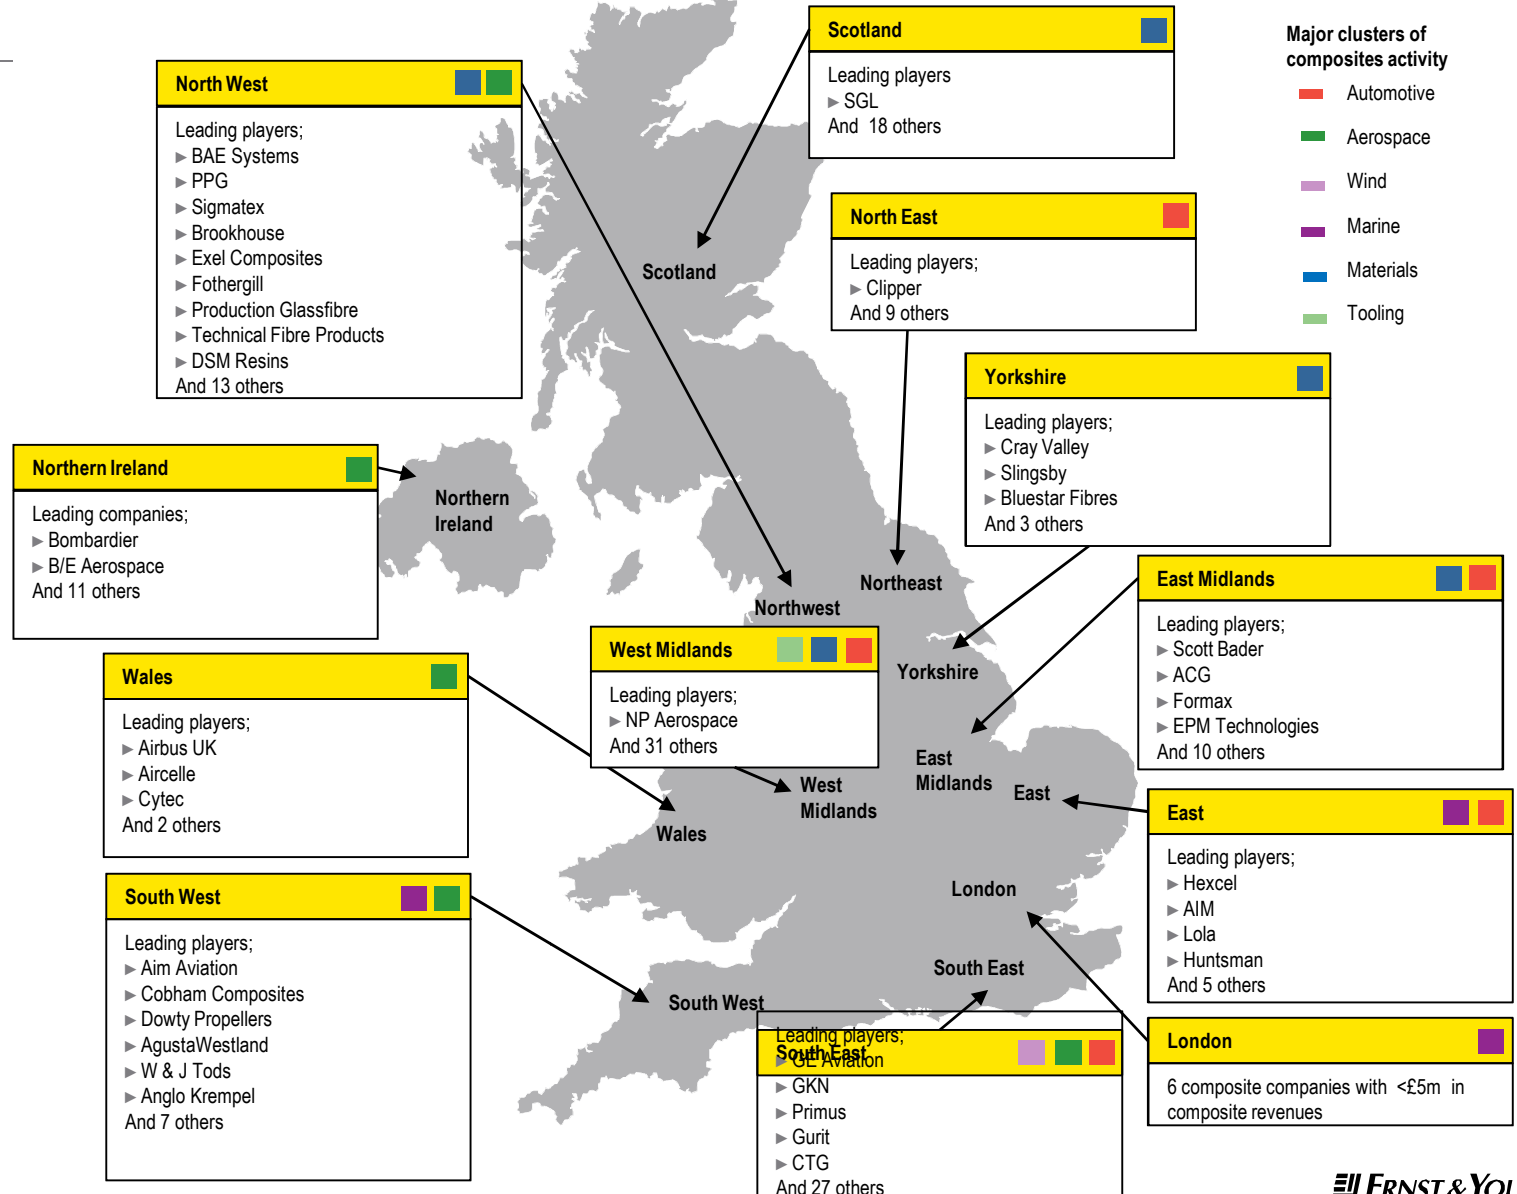 Major clusters of
composites activity
Automotive
Aerospace
Wind
Marine
Materials
Tooling
Scotland
Leading players
► SGL
And 18 others
North West
Leading players;
► BAE Systems
► PPG
► Sigmatex
► Brookhouse
► Exel Composites
► Fothergill
► Production Glassfibre
► Technical Fibre Products
► DSM Resins
And 13 others
North East
Leading players;
► Clipper
And 9 others
Scotland
Yorkshire
Leading players;
► Cray Valley
► Slingsby
► Bluestar Fibres
And 3 others
Northern Ireland
Leading companies;
► Bombardier
► B/E Aerospace
And 11 others
Northern
Ireland
Northeast
Northwest
East Midlands
Leading players;
► Scott Bader
► ACG
► Formax
► EPM Technologies
And 10 others
West Midlands
Leading players;
► NP Aerospace
And 31 others
Yorkshire
Wales
Leading players;
► Airbus UK
► Aircelle
► Cytec
And 2 others
East
Midlands
West
Midlands
East
Wales
East
Leading players;
► Hexcel
► AIM
► Lola
► Huntsman
And 5 others
South West
Leading players;
► Aim Aviation
► Cobham Composites
► Dowty Propellers
► AgustaWestland
► W & J Tods
► Anglo Krempel
And 7 others
London
South East
South West
London
6 composite companies with <£5m in
composite revenues
South East
Leading players;
► GE Aviation
► GKN
► Primus
► Gurit
► CTG
And 27 others
ERNST & YOU